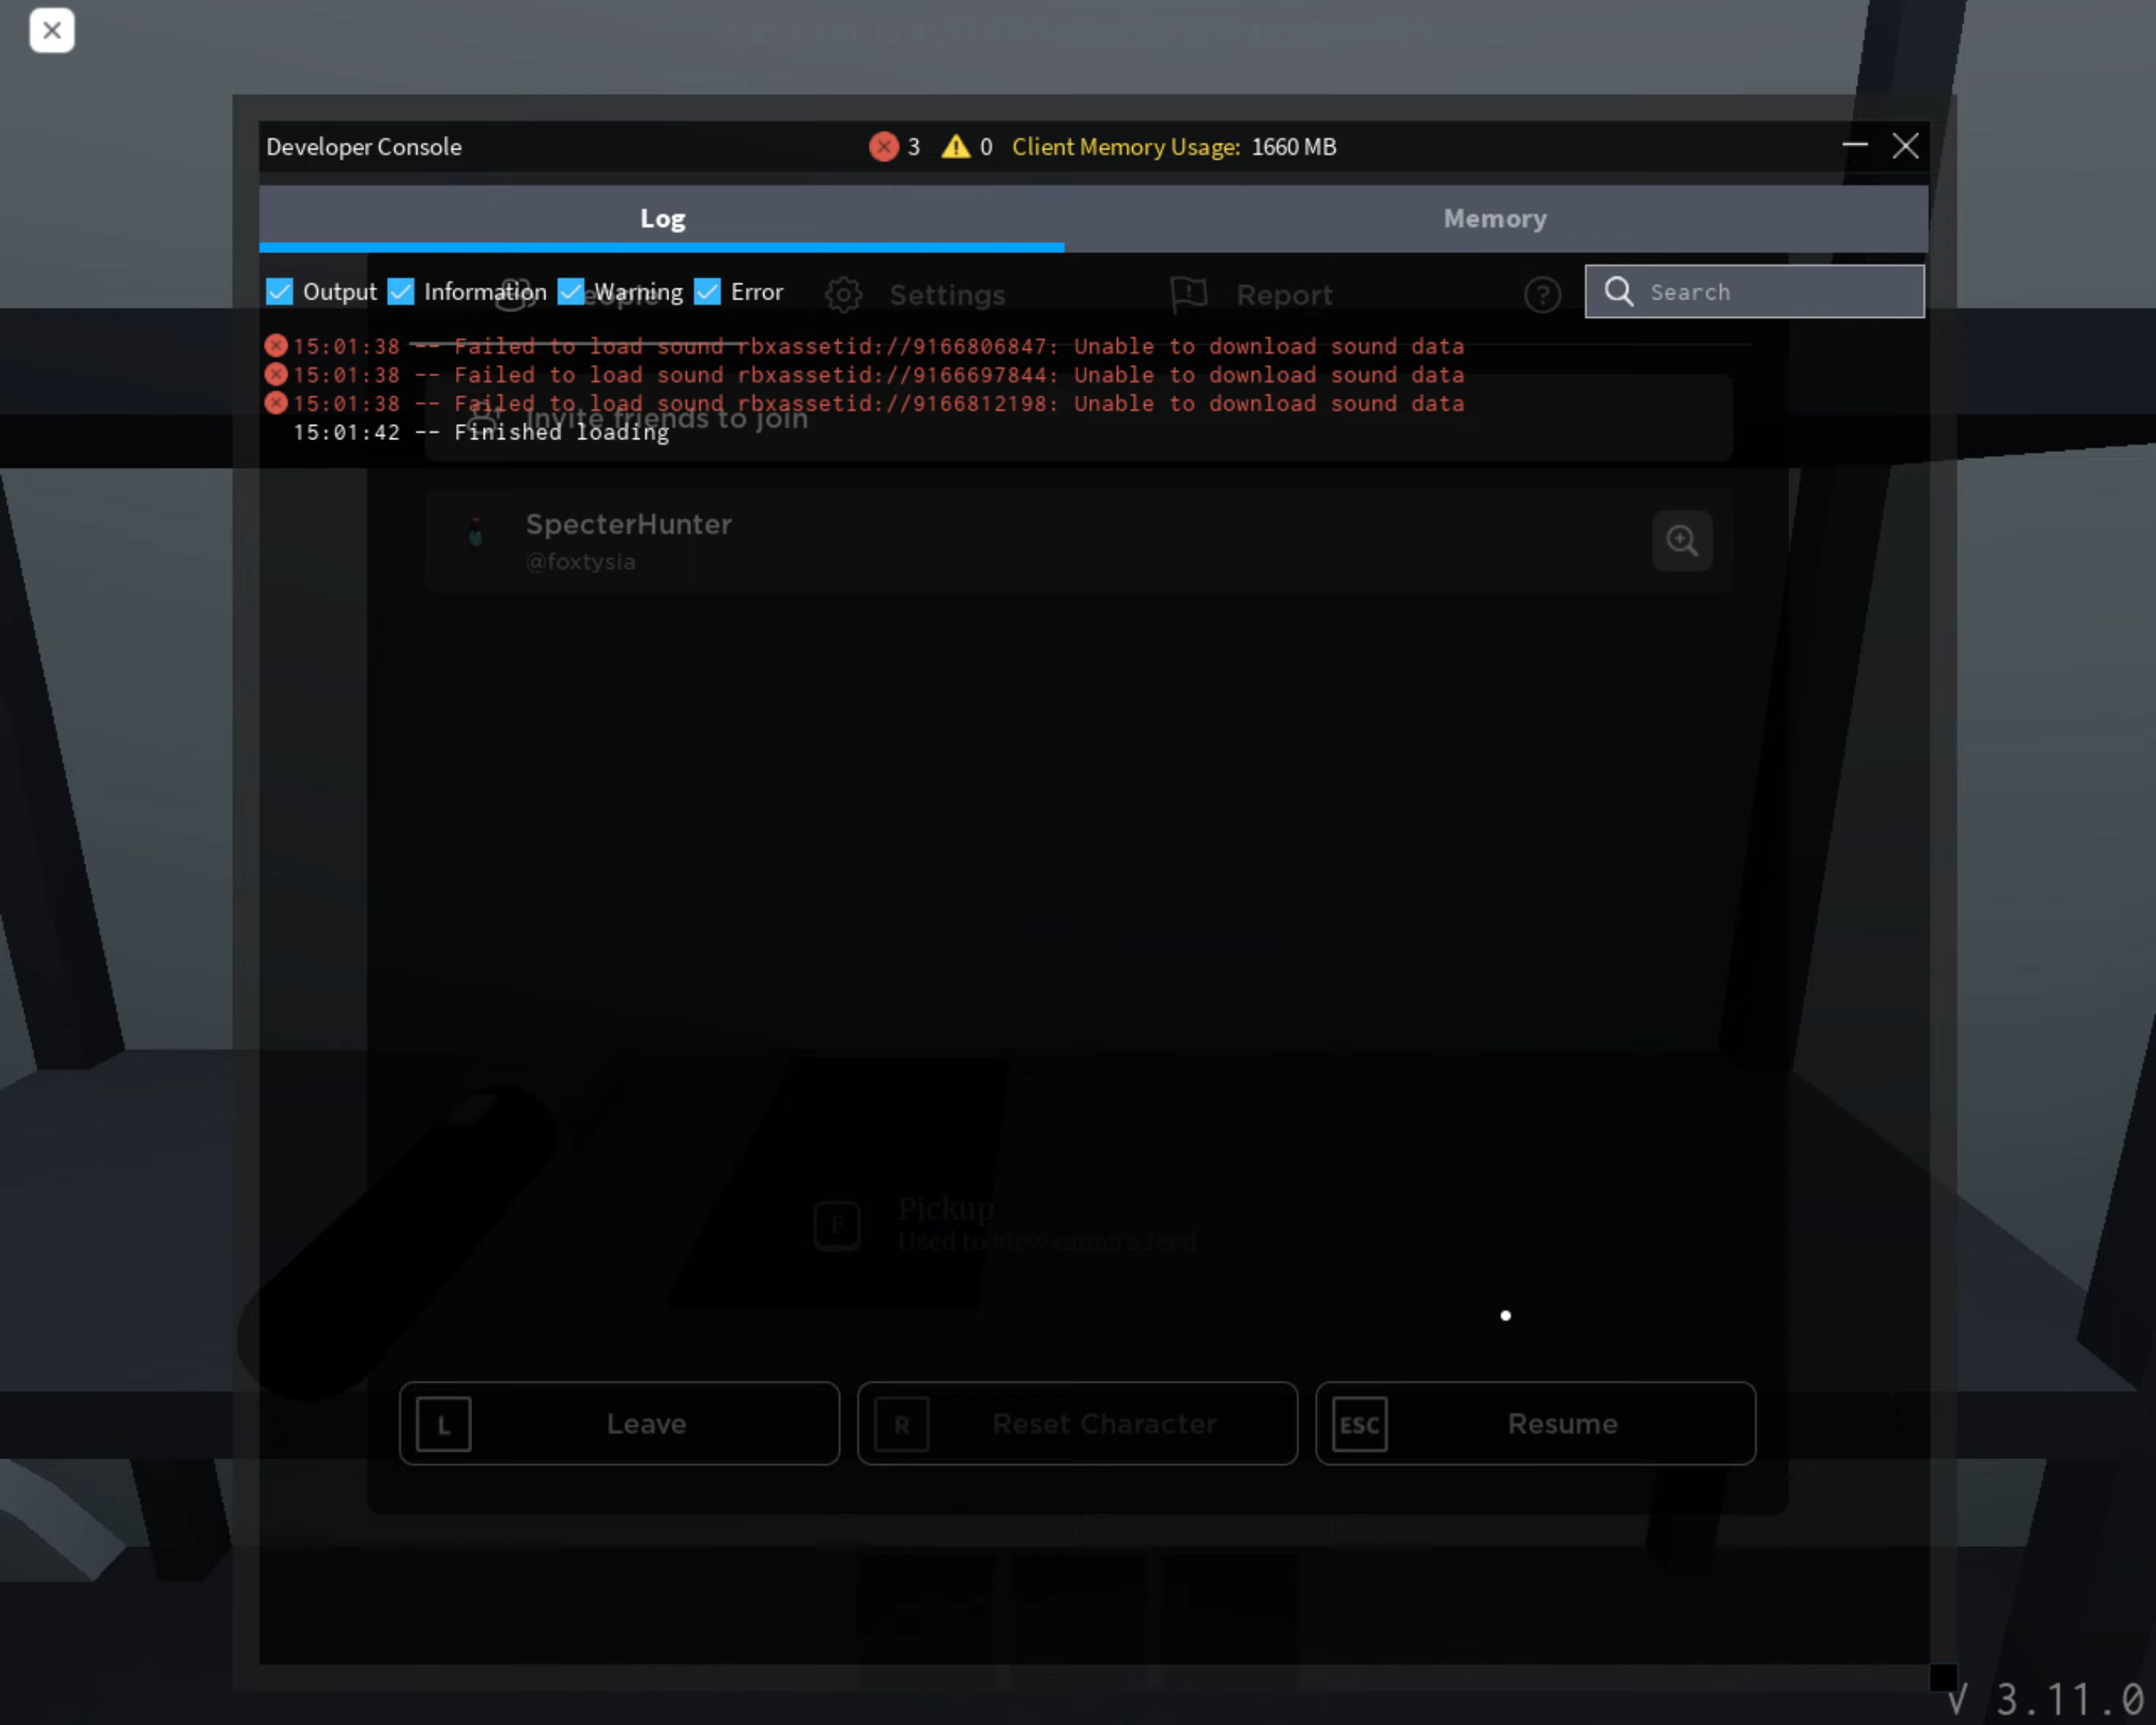 Developer Console 3 0 Client Memory Usage: 1660 MB
Log Memory
Output Information Warning Error Search
People Settings Report
15:01:38 -- Failed to load sound rbxassetid://9166806847: Unable to download sound data
15:01:38 -- Failed to load sound rbxassetid://9166697844: Unable to download sound data
15:01:38 -- Failed to load sound rbxassetid://9166812198: Unable to download sound data
Invite friends to join
15:01:42 -- Finished loading
SpecterHunter
@foxtysia
F Pickup
Used to view camera feed
L Leave R Reset Character ESC Resume
V 3.11.0